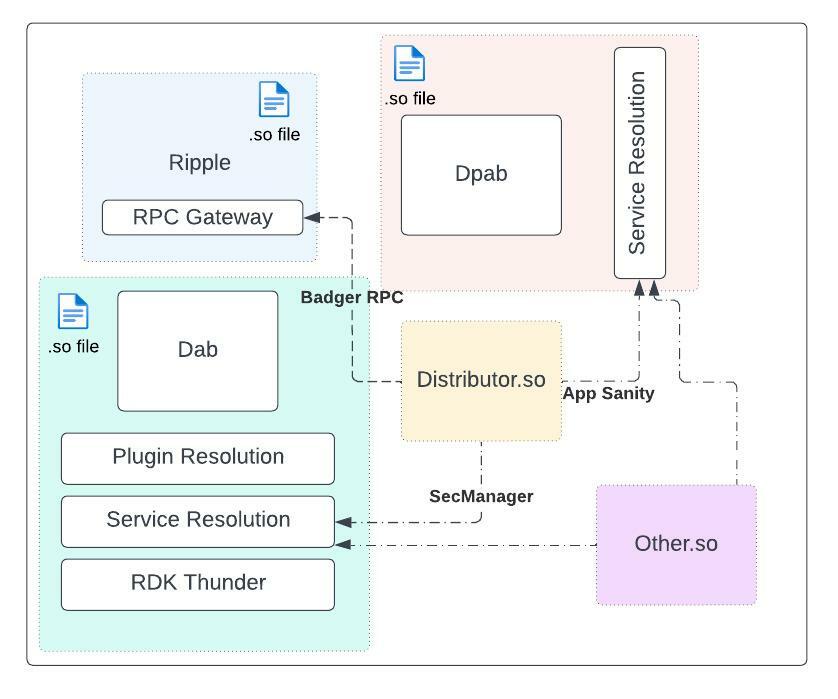 .so file
Ripple
RPC Gateway
.so file
Dpab
Service Resolution
Badger RPC
.so file
Dab
Plugin Resolution
Service Resolution
RDK Thunder
Distributor.so
App Sanity
SecManager
Other.so